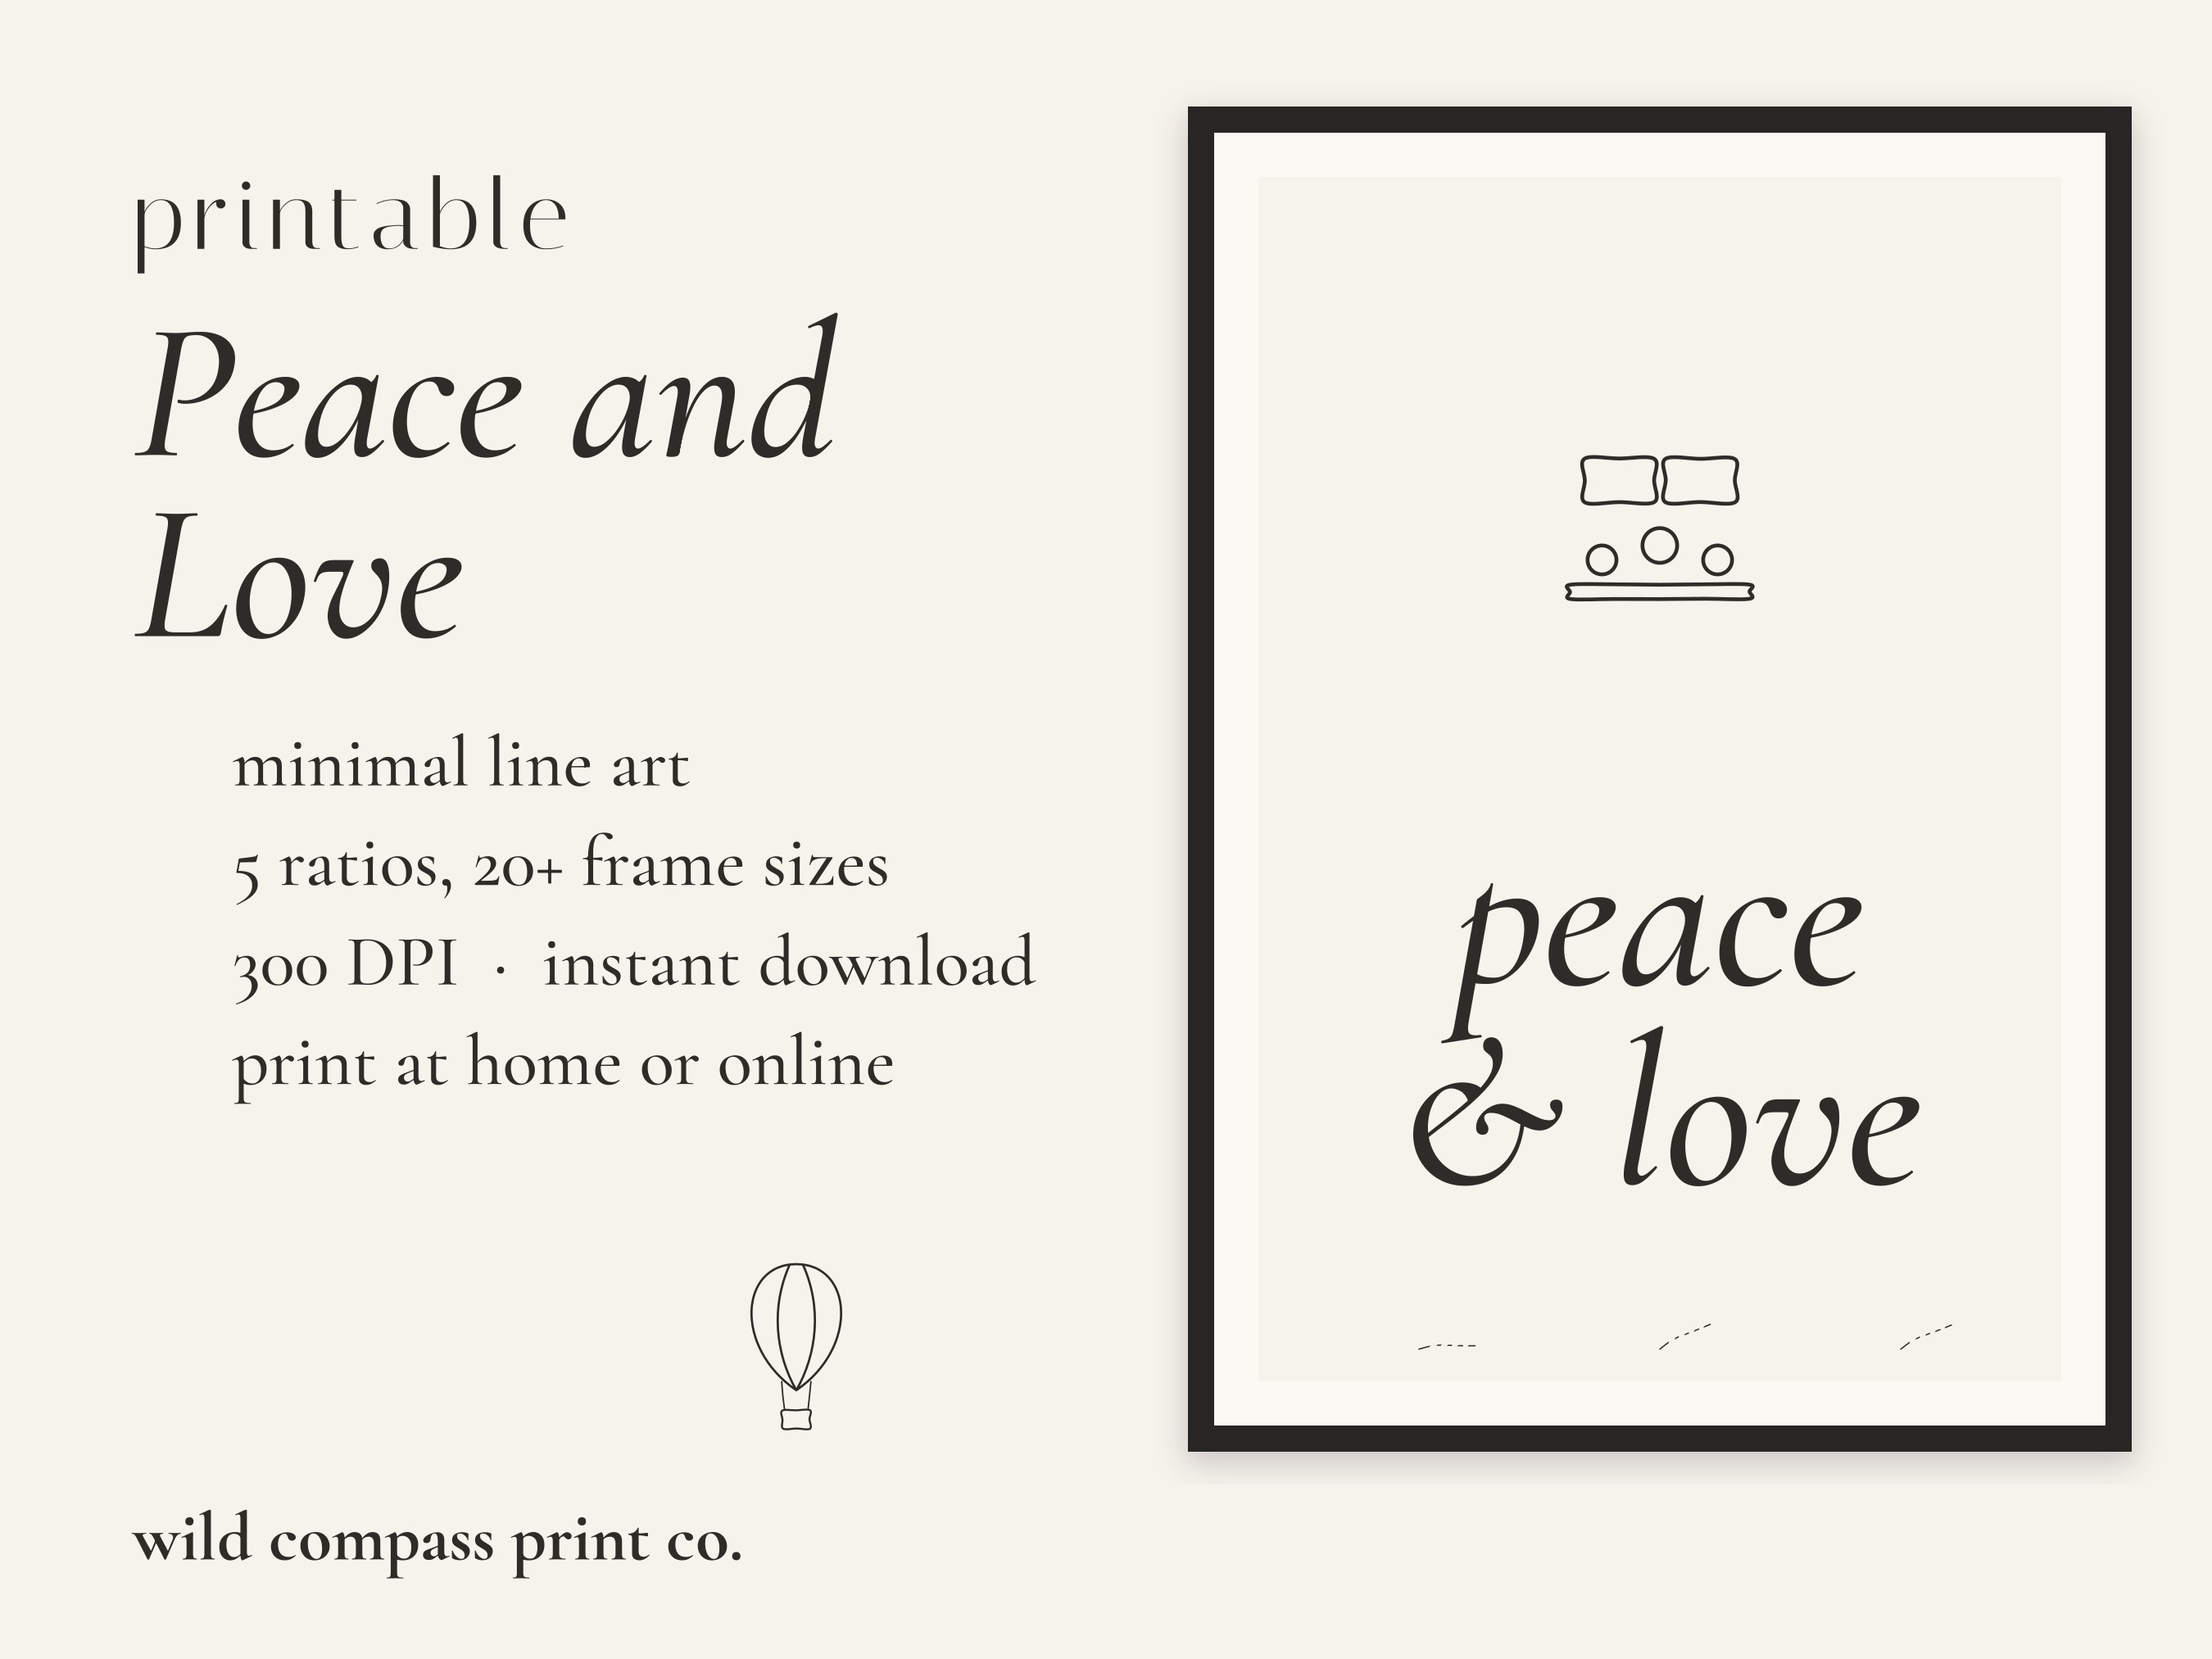 printable
Peace and
Love
minimal line art
5 ratios, 20+ frame sizes
300 DPI · instant download
print at home or online
wild compass print co.
peace
& love